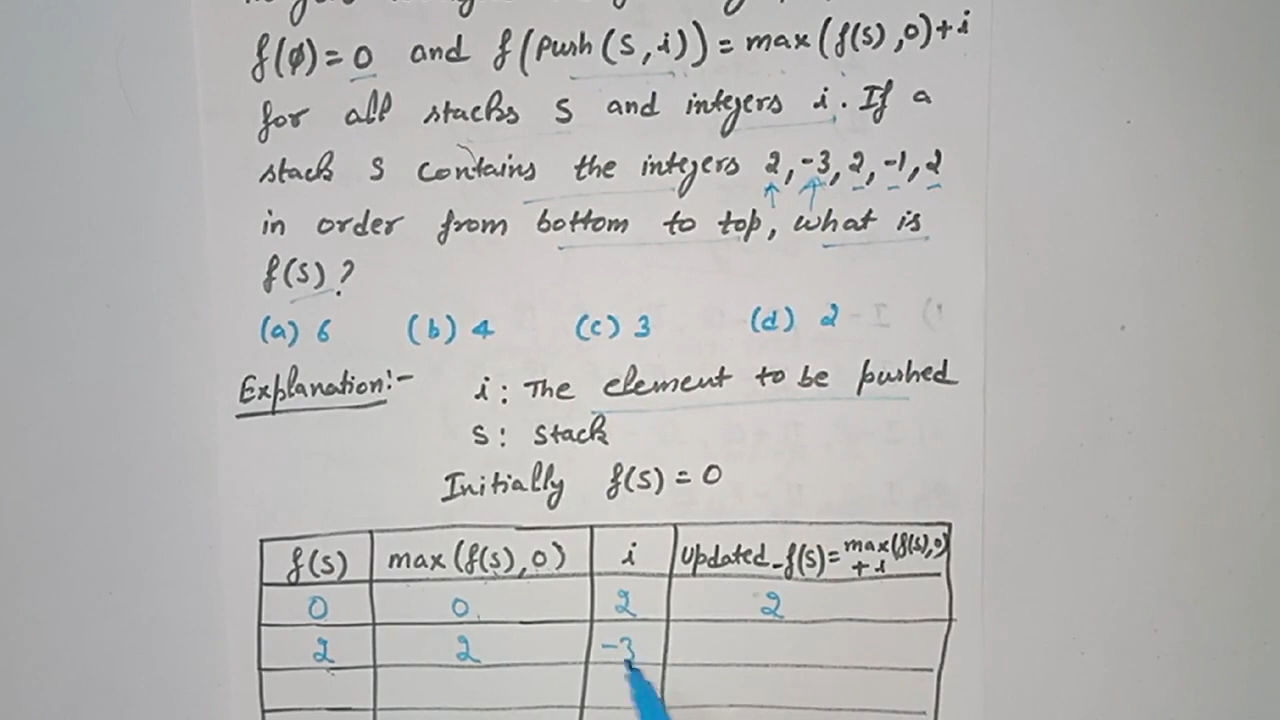 f(ϕ)=0 and f(push(S,i))=max(f(S),0)+i
for all stacks S and integers i. If a
stack S contains the integers 2,-3,2,-1,2
in order from bottom to top, what is
f(S)?
(a) 6 (b) 4 (c) 3 (d) 2
Explanation:- i: The element to be pushed
S: Stack
Initially f(S)=0
f(S) max(f(S),0) i Updated_f(S)=max(f(S),0)+i
0 0 2 2
2 2 -3